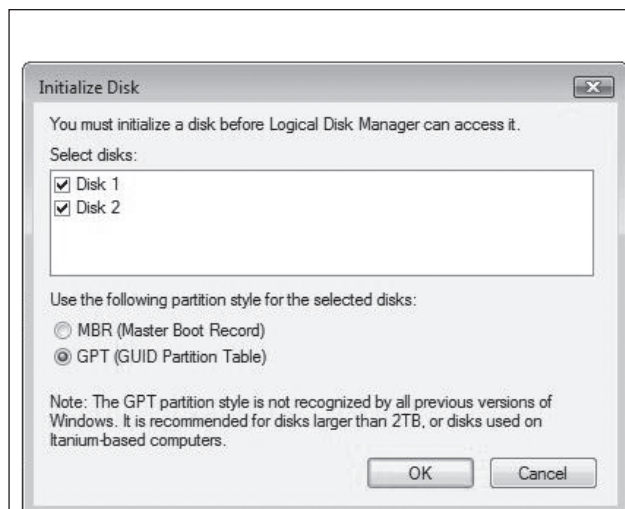 Initialize Disk
You must initialize a disk before Logical Disk Manager can access it.
Select disks:
Disk 1
Disk 2
Use the following partition style for the selected disks:
MBR (Master Boot Record)
GPT (GUID Partition Table)
Note: The GPT partition style is not recognized by all previous versions of
Windows. It is recommended for disks larger than 2TB, or disks used on
Itanium-based computers.
OK Cancel